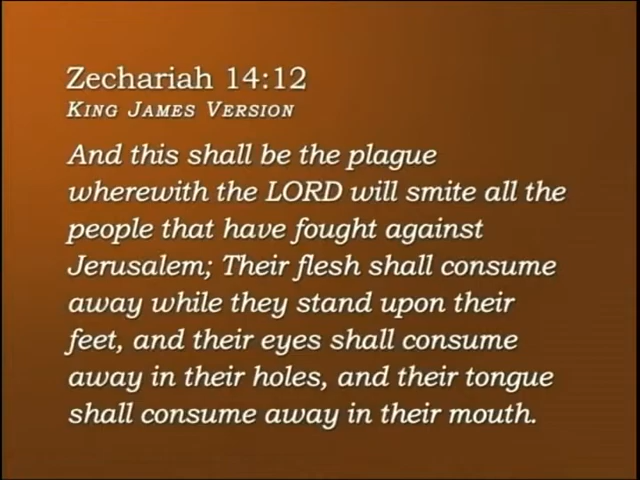 Zechariah 14:12
King James Version
And this shall be the plague
wherewith the LORD will smite all the
people that have fought against
Jerusalem; Their flesh shall consume
away while they stand upon their
feet, and their eyes shall consume
away in their holes, and their tongue
shall consume away in their mouth.